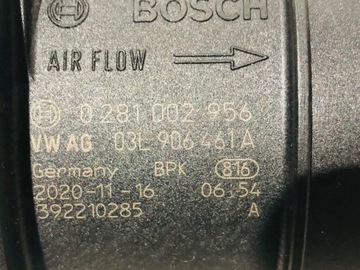 BOSCH
AIR FLOW
0 281 002 956
VW AG 03L 906 461 A
Germany BPK 816
2020-11-16 06:54
392210285 A